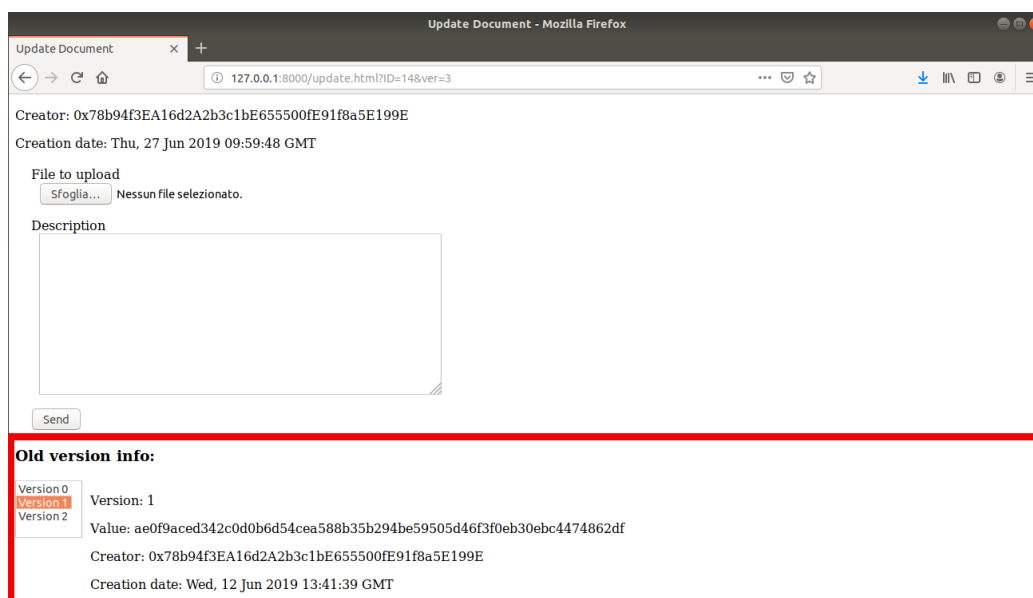 Update Document - Mozilla Firefox
Update Document
127.0.0.1:8000/update.html?ID=14&ver=3
Creator: 0x78b94f3EA16d2A2b3c1bE655500fE91f8a5E199E
Creation date: Thu, 27 Jun 2019 09:59:48 GMT
File to upload
Sfoglia... Nessun file selezionato.
Description
Send
Old version info:
Version 0
Version 1
Version 2
Version: 1
Value: ae0f9aced342c0d0b6d54cea588b35b294be59505d46f3f0eb30ebc4474862df
Creator: 0x78b94f3EA16d2A2b3c1bE655500fE91f8a5E199E
Creation date: Wed, 12 Jun 2019 13:41:39 GMT